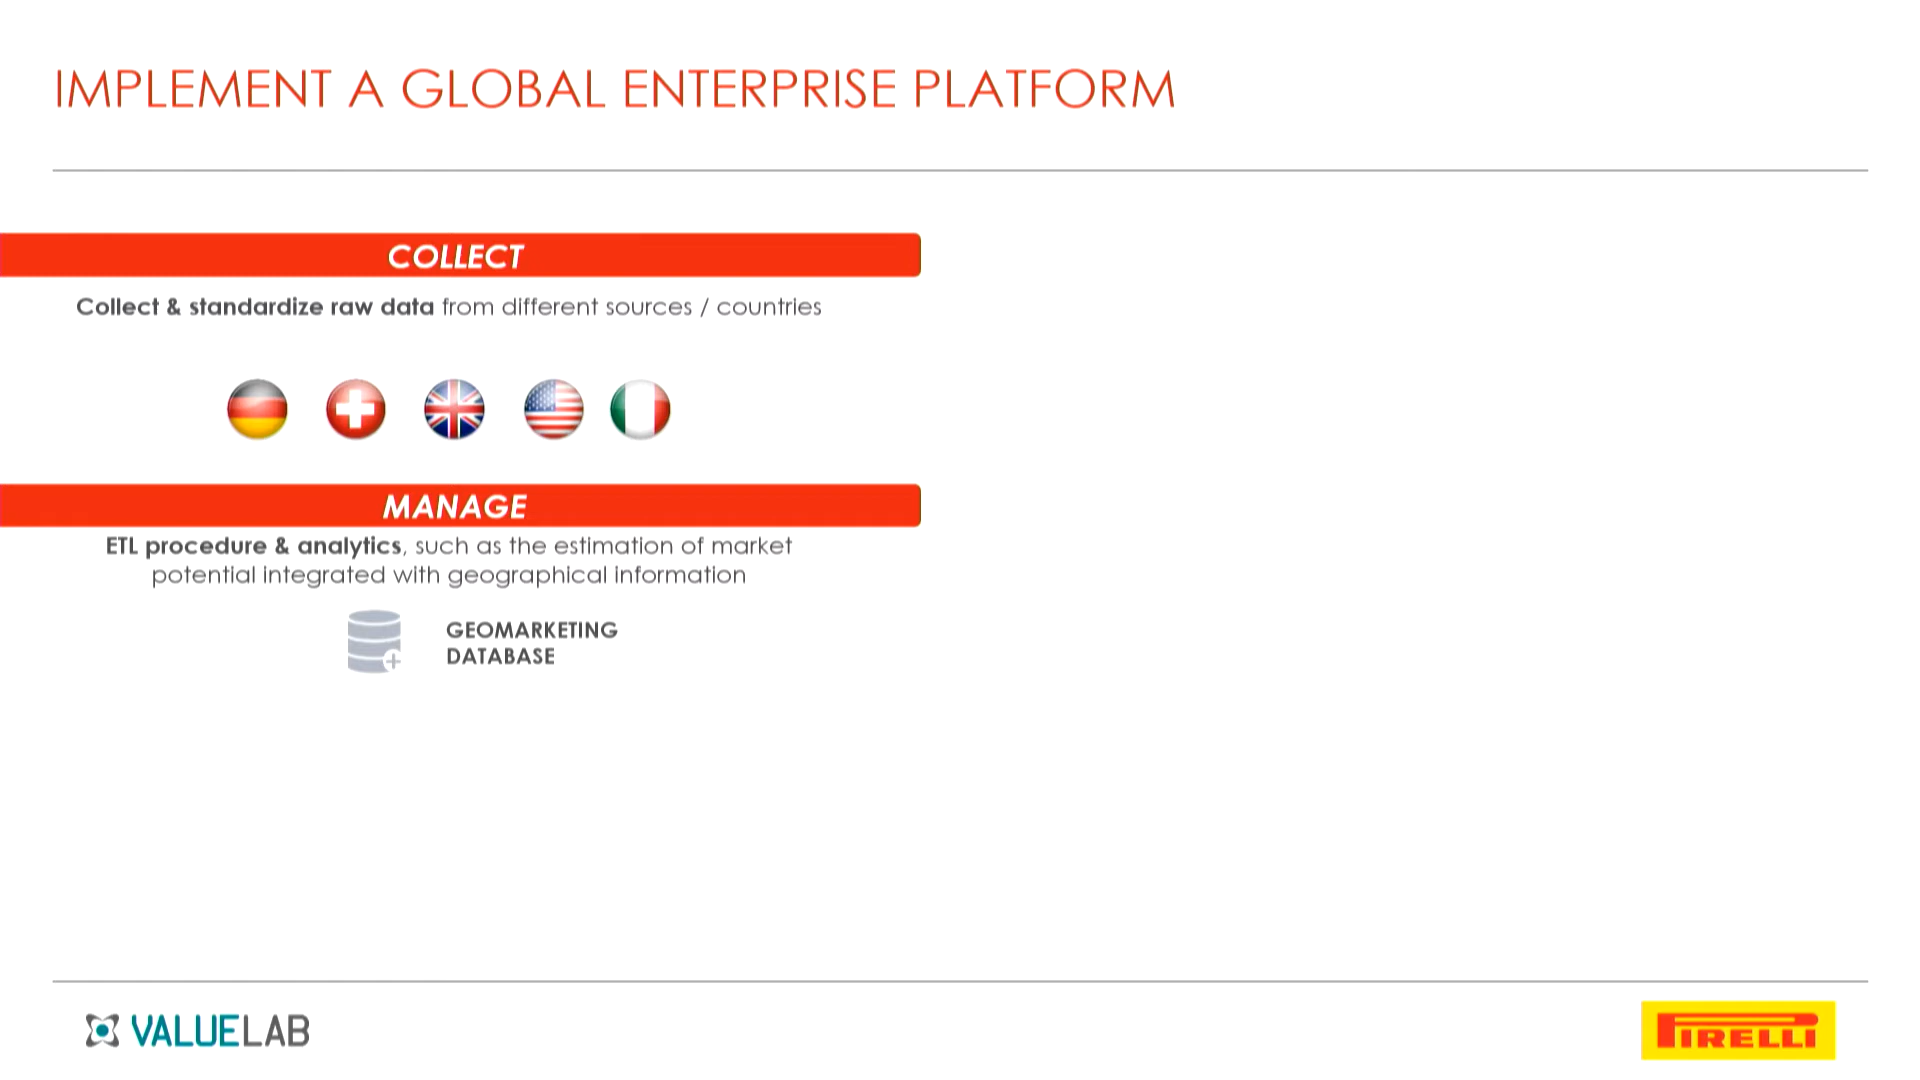 IMPLEMENT A GLOBAL ENTERPRISE PLATFORM
COLLECT
Collect & standardize raw data from different sources / countries
MANAGE
ETL procedure & analytics, such as the estimation of market
potential integrated with geographical information
GEOMARKETING
DATABASE
VALUELAB
PIRELLI